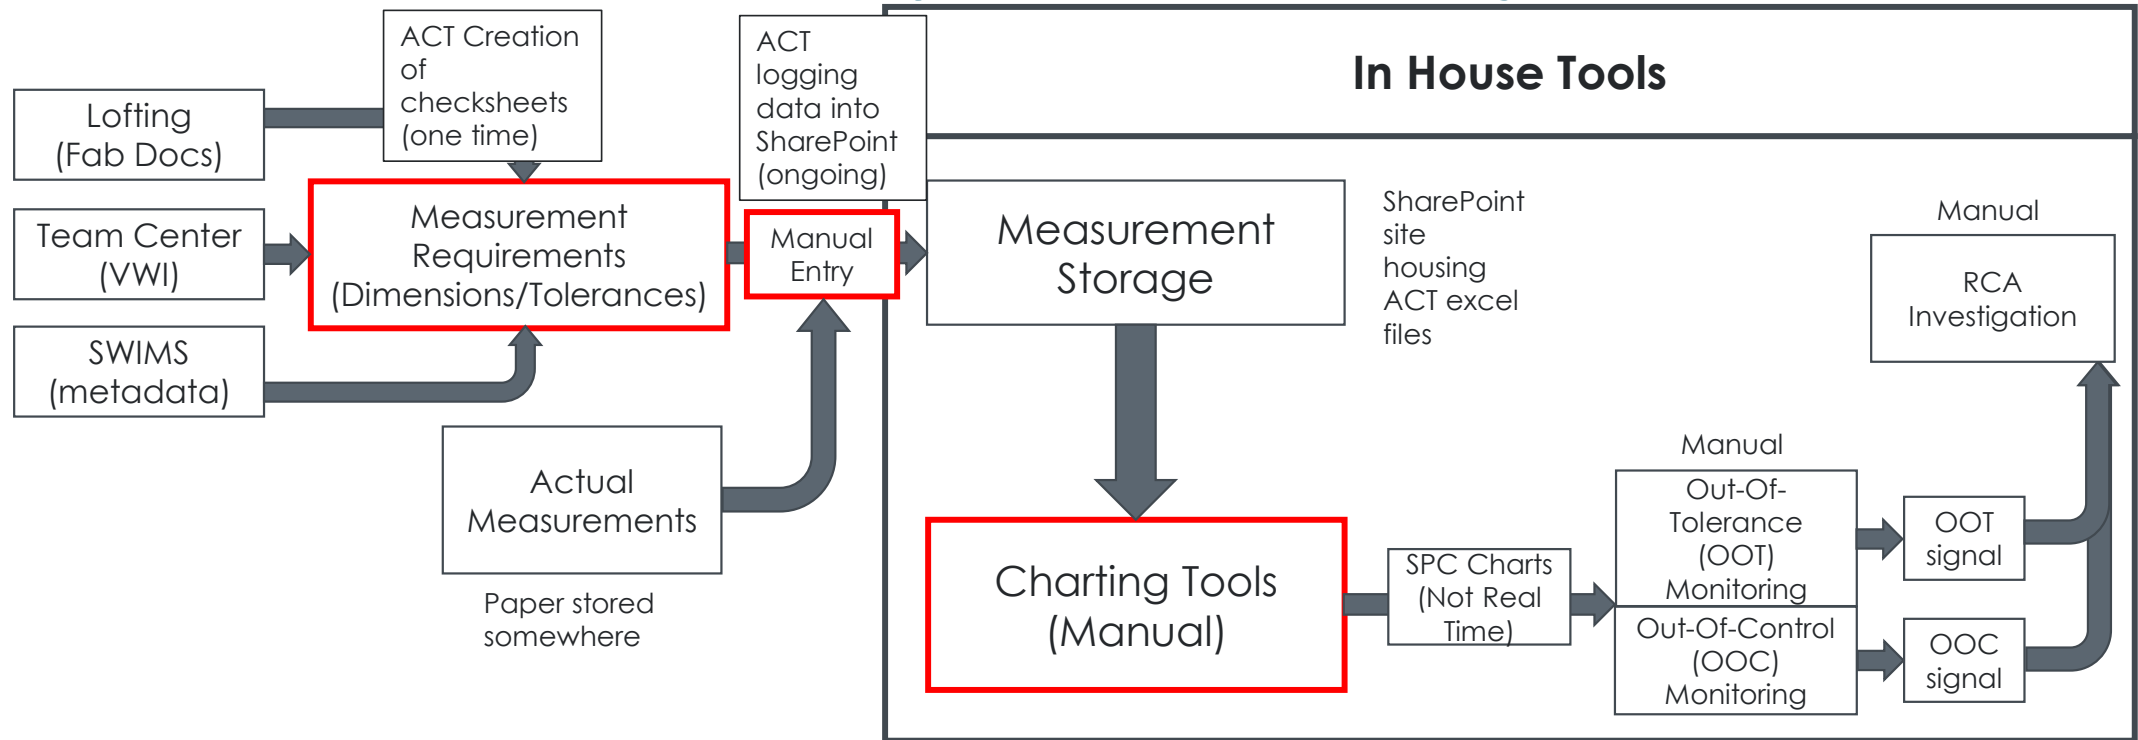 In House Tools
ACT Creation
of
checksheets
(one time)
ACT
logging
data into
SharePoint
(ongoing)
Lofting
(Fab Docs)
Team Center
(VWI)
SWIMS
(metadata)
Measurement
Requirements
(Dimensions/Tolerances)
Manual
Entry
Measurement
Storage
SharePoint
site
housing
ACT excel
files
Manual
RCA
Investigation
Actual
Measurements
Paper stored
somewhere
Charting Tools
(Manual)
SPC Charts
(Not Real
Time)
Manual
Out-Of-
Tolerance
(OOT)
Monitoring
Out-Of-Control
(OOC)
Monitoring
OOT
signal
OOC
signal